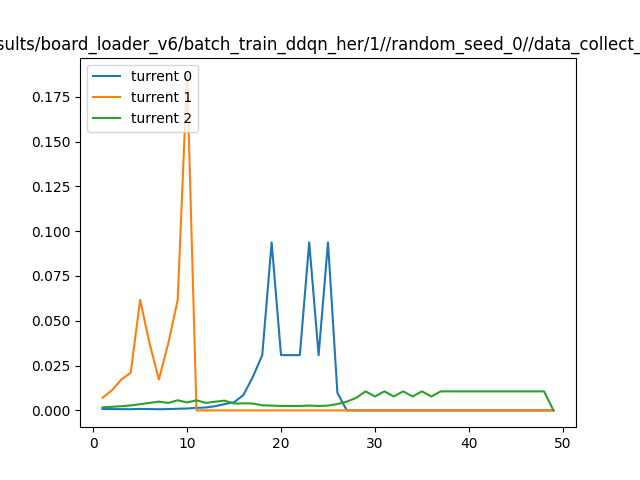 sults/board_loader_v6/batch_train_ddqn_her/1//random_seed_0//data_collect_
turrent 0
turrent 1
turrent 2
0.175
0.150
0.125
0.100
0.075
0.050
0.025
0.000
0 10 20 30 40 50